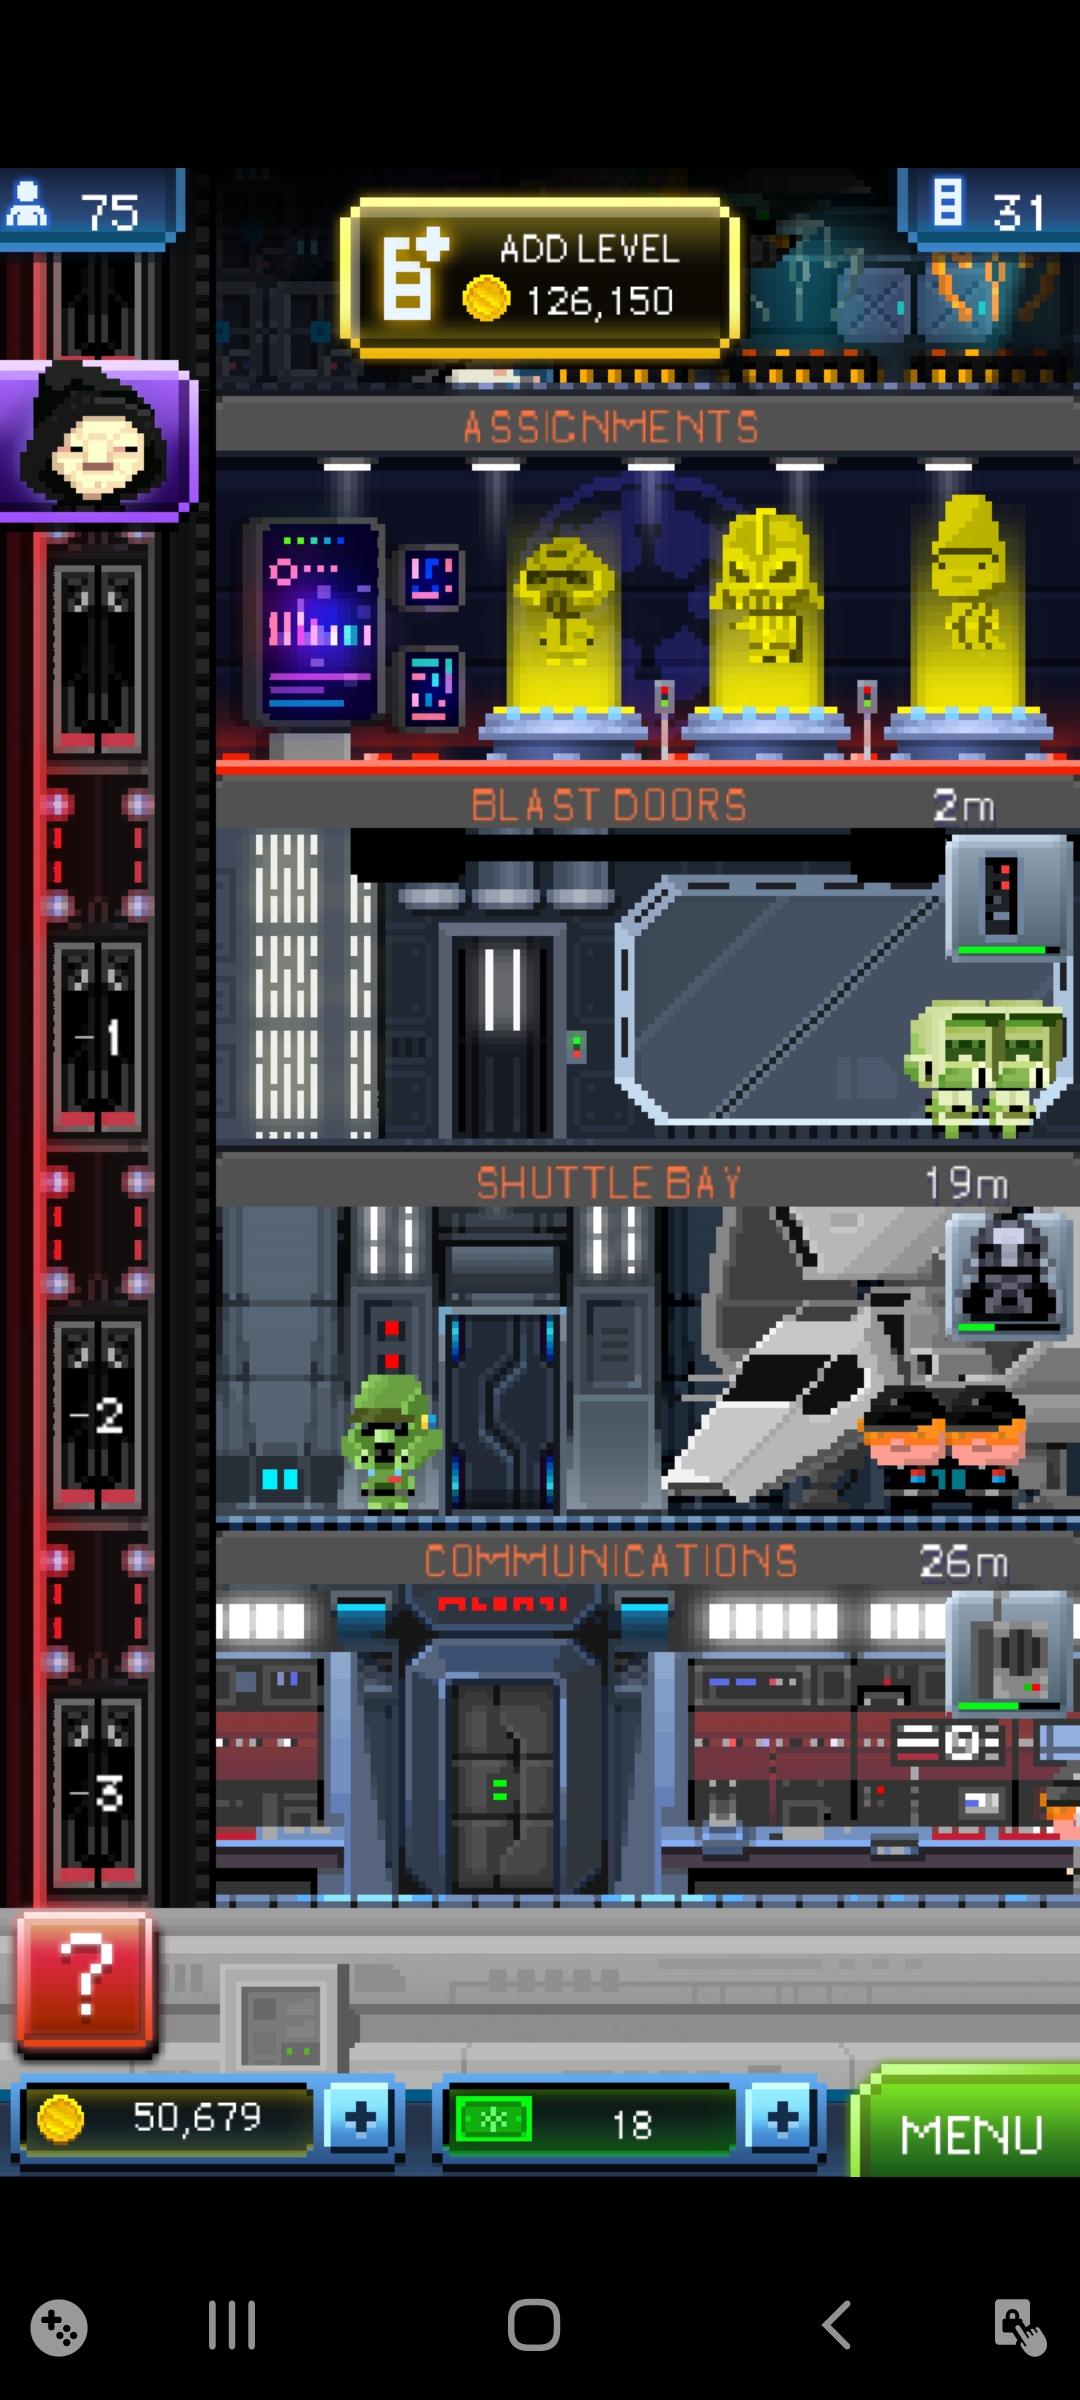 75
ADD LEVEL
126,150
31
ASSIGNMENTS
BLAST DOORS 2m
-1
SHUTTLE BAY 19m
-2
COMMUNICATIONS 26m
-3
?
50,679 +
18 +
MENU